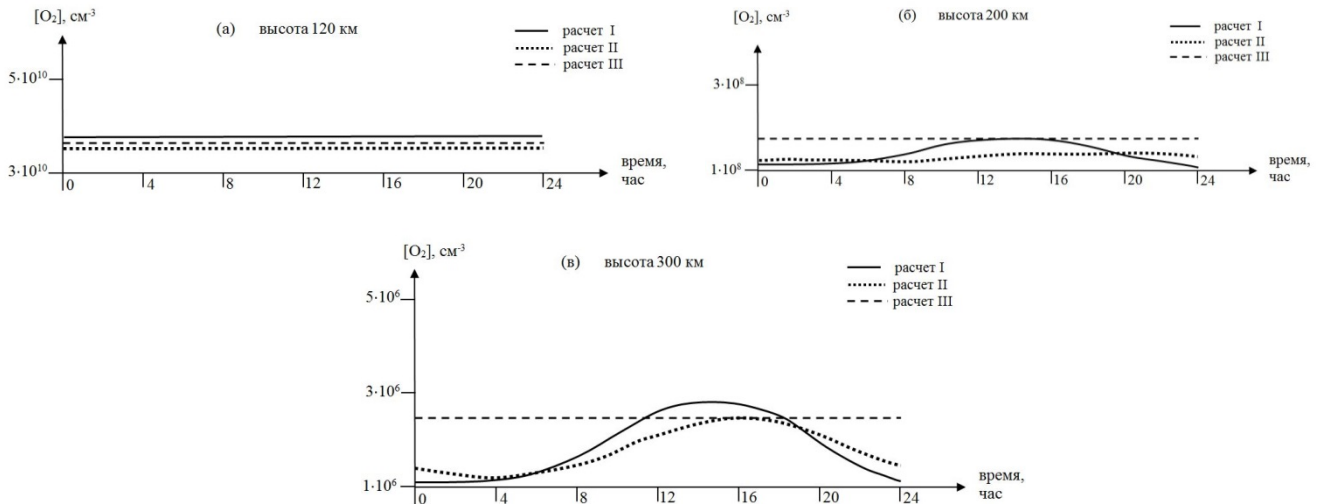 [O₂], см⁻³
(а) высота 120 км
расчет I
расчет II
расчет III
5·10¹⁰
3·10¹⁰
0 4 8 12 16 20 24
время,
час
[O₂], см⁻³
(б) высота 200 км
расчет I
расчет II
расчет III
3·10⁸
1·10⁸
0 4 8 12 16 20 24
время,
час
[O₂], см⁻³
(в) высота 300 км
расчет I
расчет II
расчет III
5·10⁶
3·10⁶
1·10⁶
0 4 8 12 16 20 24
время,
час